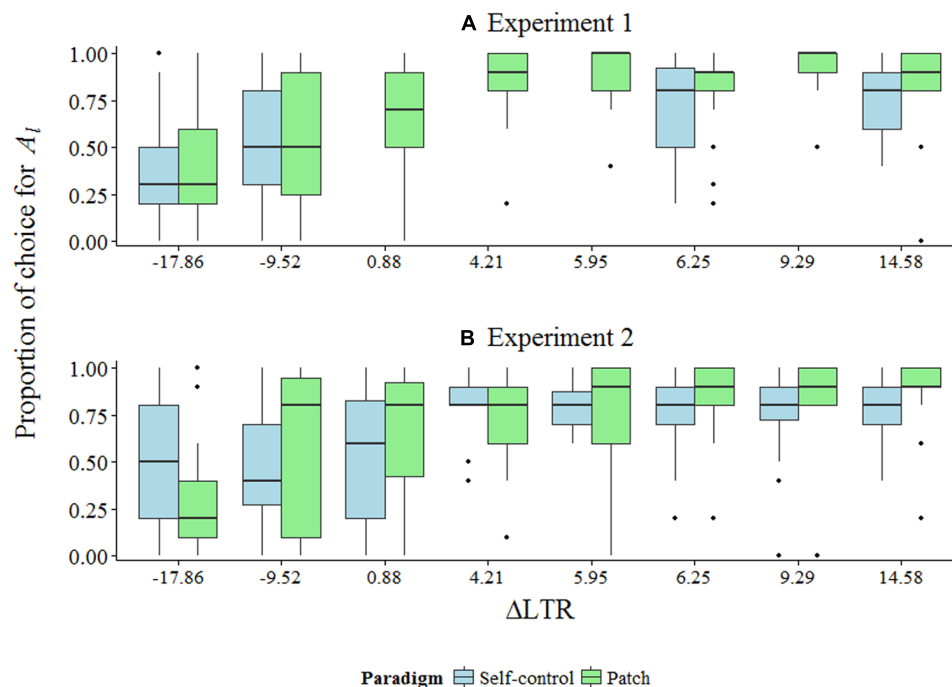 A Experiment 1
Proportion of choice for A_l
1.00
0.75
0.50
0.25
0.00
-17.86 -9.52 0.88 4.21 5.95 6.25 9.29 14.58
B Experiment 2
1.00
0.75
0.50
0.25
0.00
-17.86 -9.52 0.88 4.21 5.95 6.25 9.29 14.58
ΔLTR
Paradigm Self-control Patch